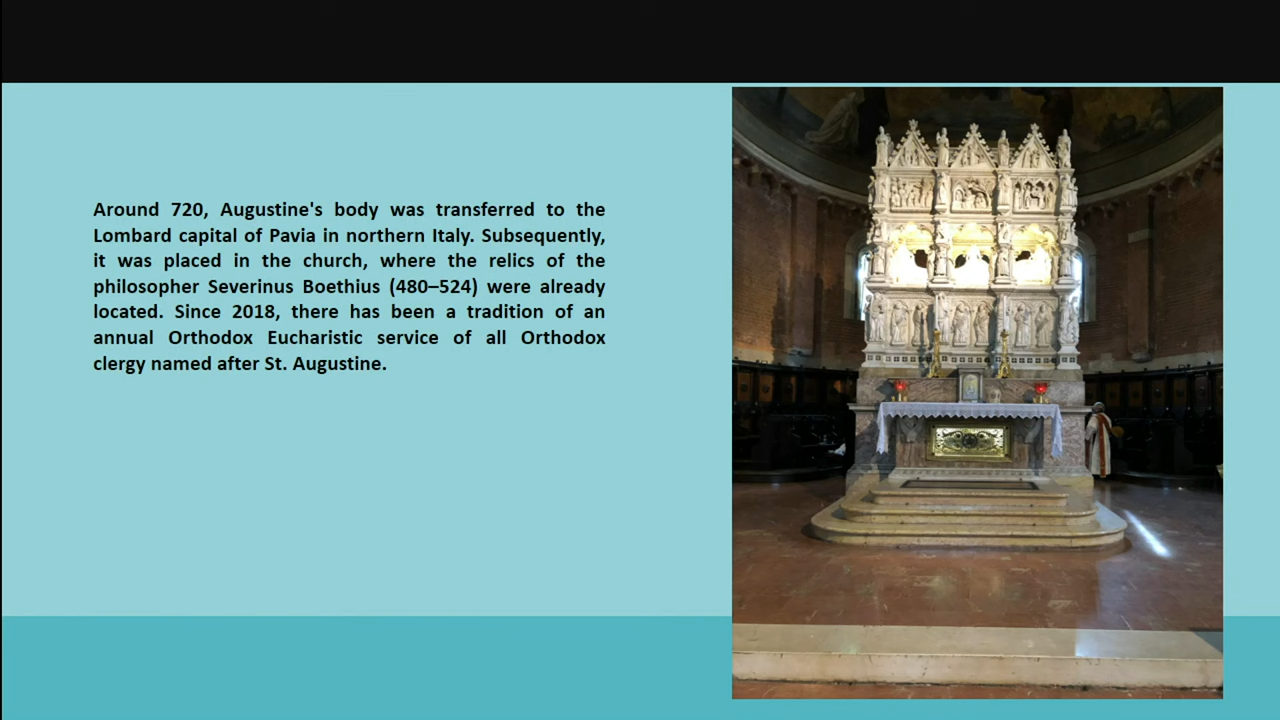 Around 720, Augustine's body was transferred to the
Lombard capital of Pavia in northern Italy. Subsequently,
it was placed in the church, where the relics of the
philosopher Severinus Boethius (480–524) were already
located. Since 2018, there has been a tradition of an
annual Orthodox Eucharistic service of all Orthodox
clergy named after St. Augustine.